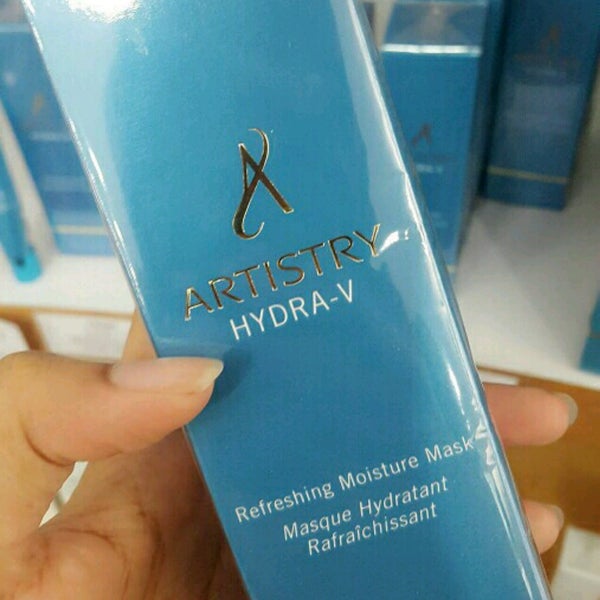 ARTISTRY
HYDRA-V
Refreshing Moisture Mask
Masque Hydratant
Rafraîchissant